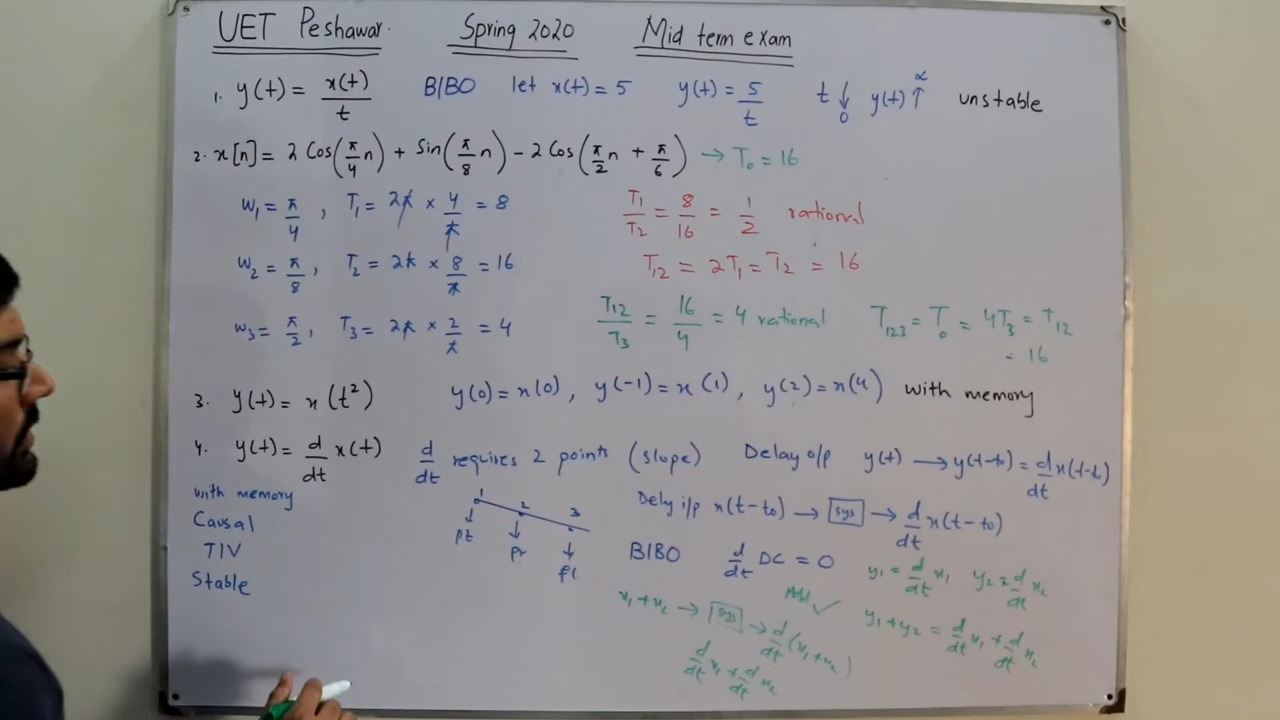 UET Peshawar. Spring 2020 Mid term exam
1. y(t) = x(t)/t BIBO let x(t) = 5 y(t) = 5/t t↓0 y(t)↑∝ unstable
2. x[n] = 2 Cos(π/4 n) + Sin(π/8 n) - 2 Cos(π/2 n + π/6) → T₀ = 16
w₁ = π/4 , T₁ = 2π × 4/π = 8 T₁/T₂ = 8/16 = 1/2 rational
w₂ = π/8 , T₂ = 2π × 8/π = 16 T₁₂ = 2T₁ = T₂ = 16
w₃ = π/2 , T₃ = 2π × 2/π = 4 T₁₂/T₃ = 16/4 = 4 rational T₁₂₃ = T₀ = 4T₃ = T₁₂
= 16
3. y(t) = x(t²) y(0) = x(0) , y(-1) = x(1) , y(2) = x(4) with memory
4. y(t) = d/dt x(t) d/dt requires 2 points (slope) Delay o/p y(t) → y(t-t₀) = d/dt x(t-t₀)
with memory 1 2 3 Dely i/p x(t-t₀) → sys → d/dt x(t-t₀)
Causal pt pr f1
TIV BIBO d/dt DC = 0 y₁ = d/dt x₁ y₂ = d/dt x₂
Stable x₁ + x₂ → sys → d/dt (x₁ + x₂) ✓ y₁ + y₂ = d/dt x₁ + d/dt x₂
d/dt x₁ + d/dt x₂